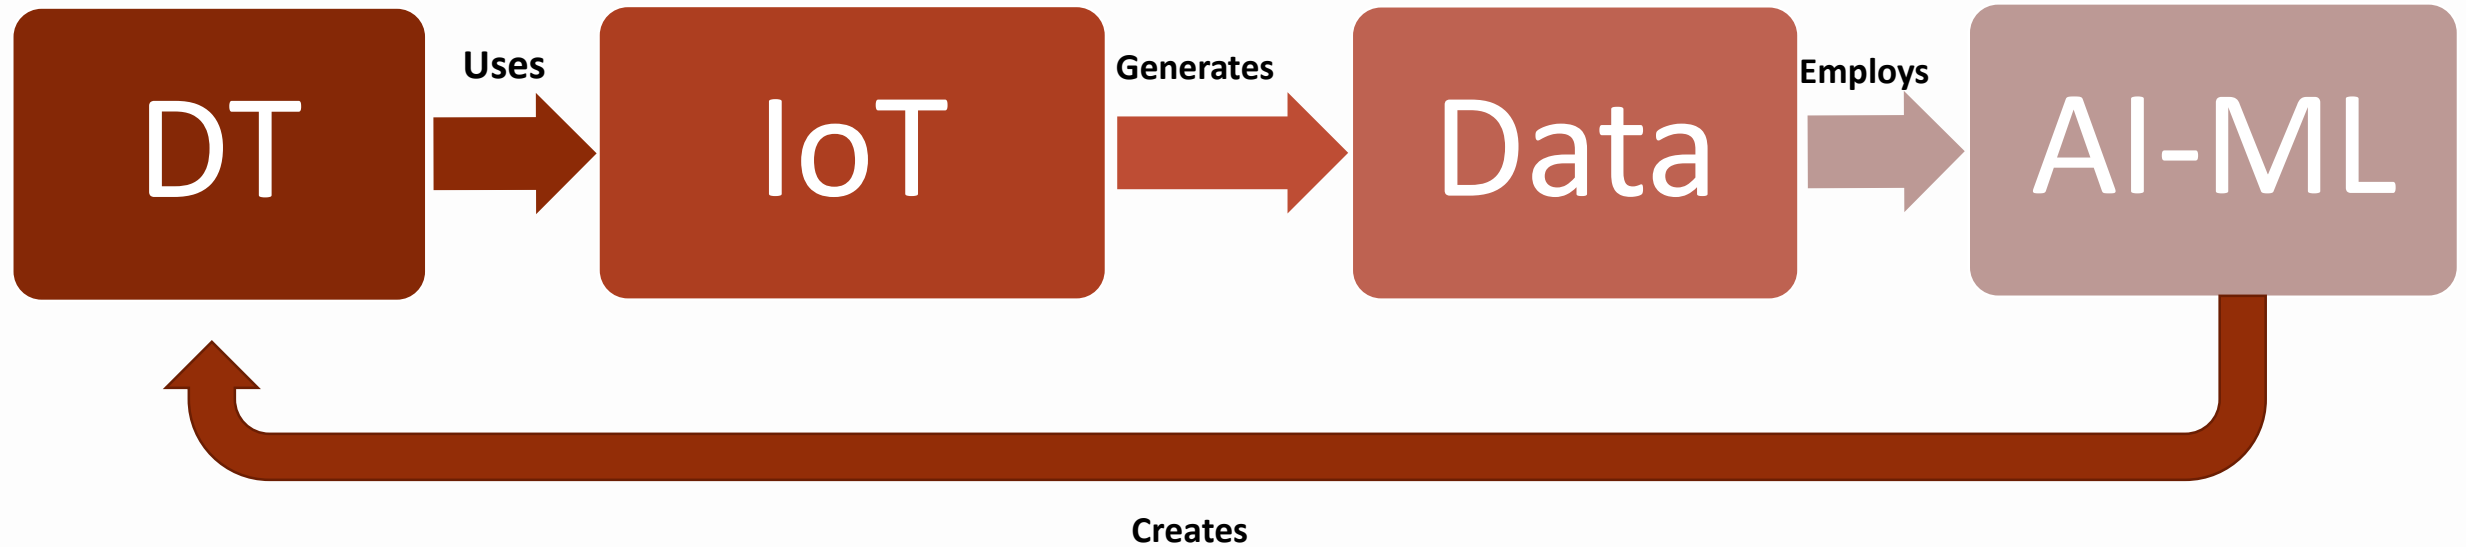 DT
Uses
IoT
Generates
Data
Employs
AI-ML
Creates